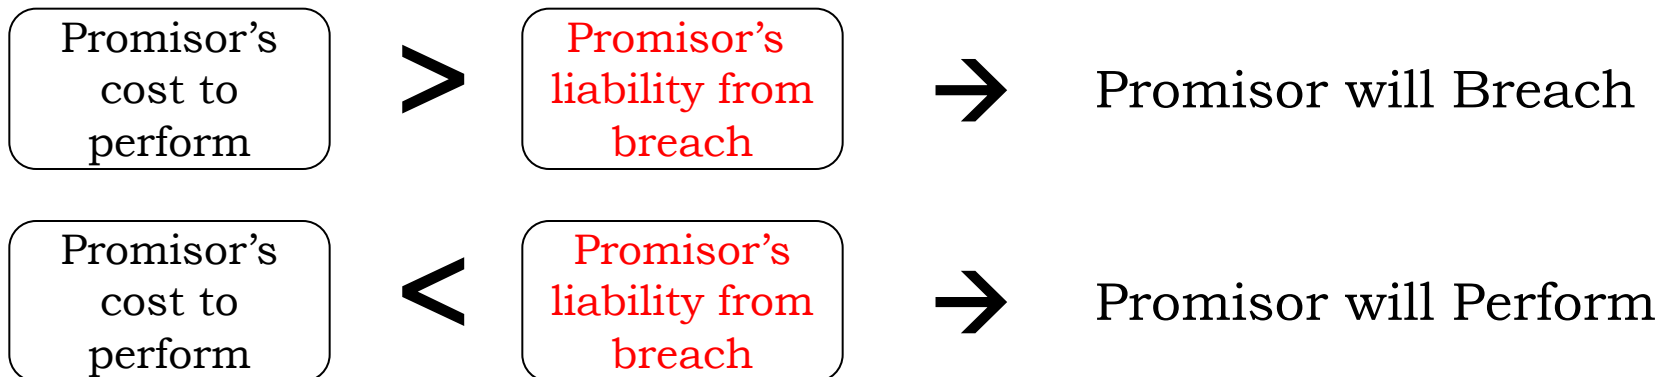 Promisor’s
cost to
perform
>
Promisor’s
liability from
breach
→
Promisor will Breach
Promisor’s
cost to
perform
<
Promisor’s
liability from
breach
→
Promisor will Perform